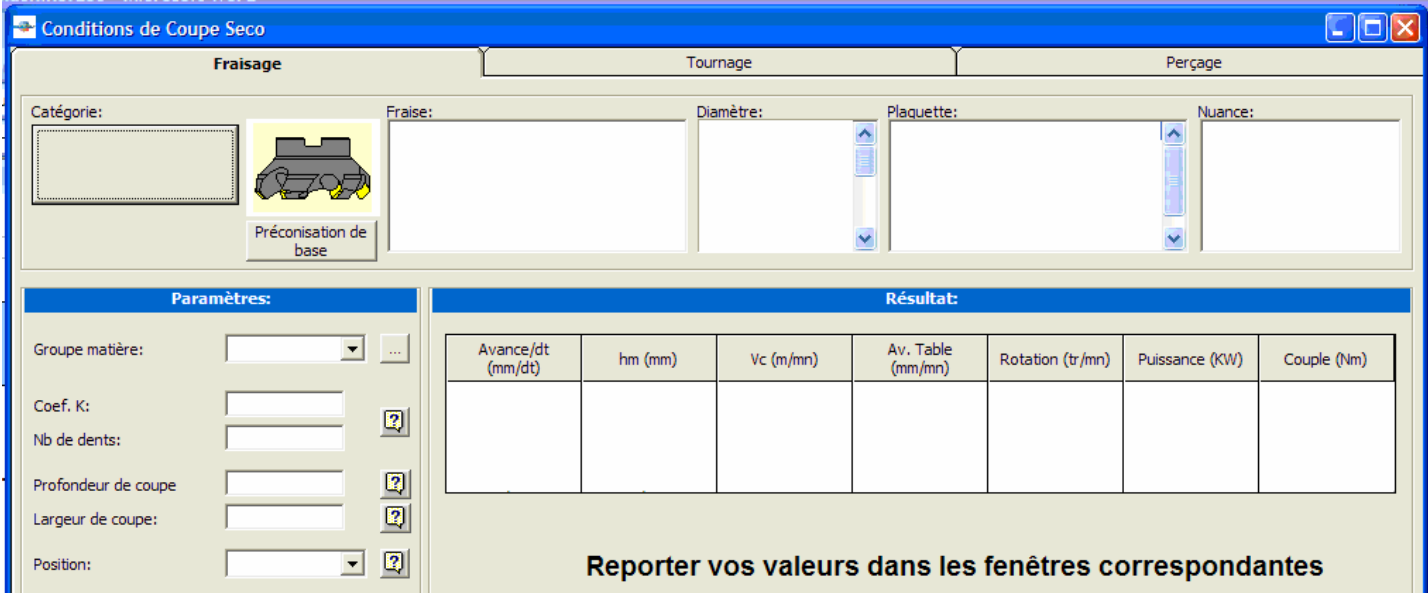 Conditions de Coupe Seco
Fraisage Tournage Perçage
Catégorie: Fraise: Diamètre: Plaquette: Nuance:
Préconisation de
base
Paramètres:
Groupe matière: ...
Coef. K:
Nb de dents:
Profondeur de coupe
Largeur de coupe:
Position:
Résultat:
Avance/dt
(mm/dt)
hm (mm)
Vc (m/mn)
Av. Table
(mm/mn)
Rotation (tr/mn)
Puissance (KW)
Couple (Nm)
Reporter vos valeurs dans les fenêtres correspondantes